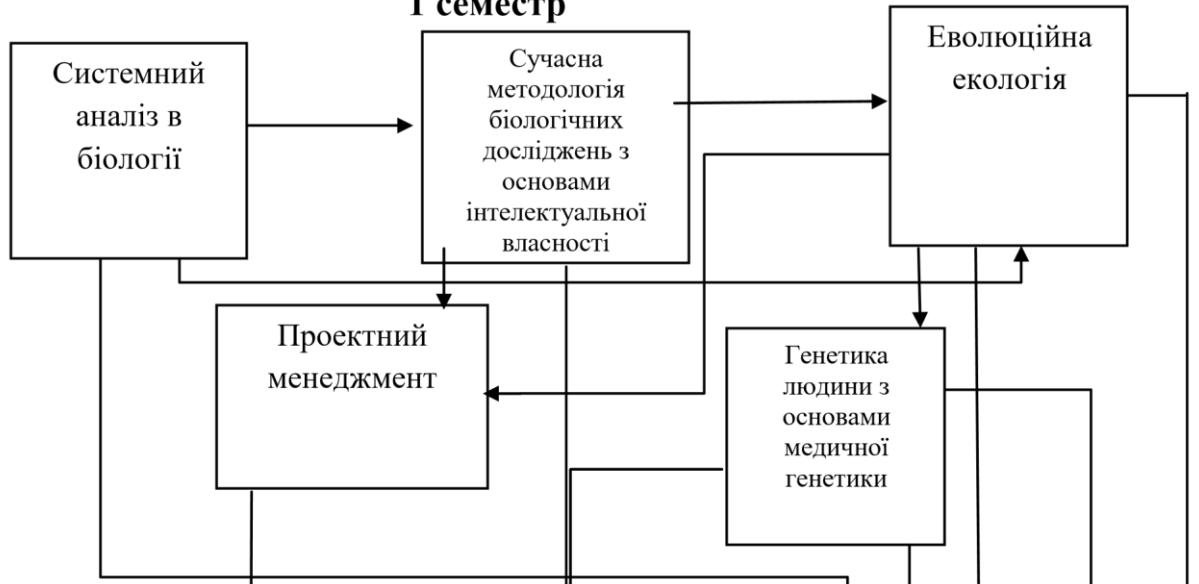 1 семестр
Системний
аналіз в
біології
Сучасна
методологія
біологічних
досліджень з
основами
інтелектуальної
власності
Еволюційна
екологія
Проектний
менеджмент
Генетика
людини з
основами
медичної
генетики